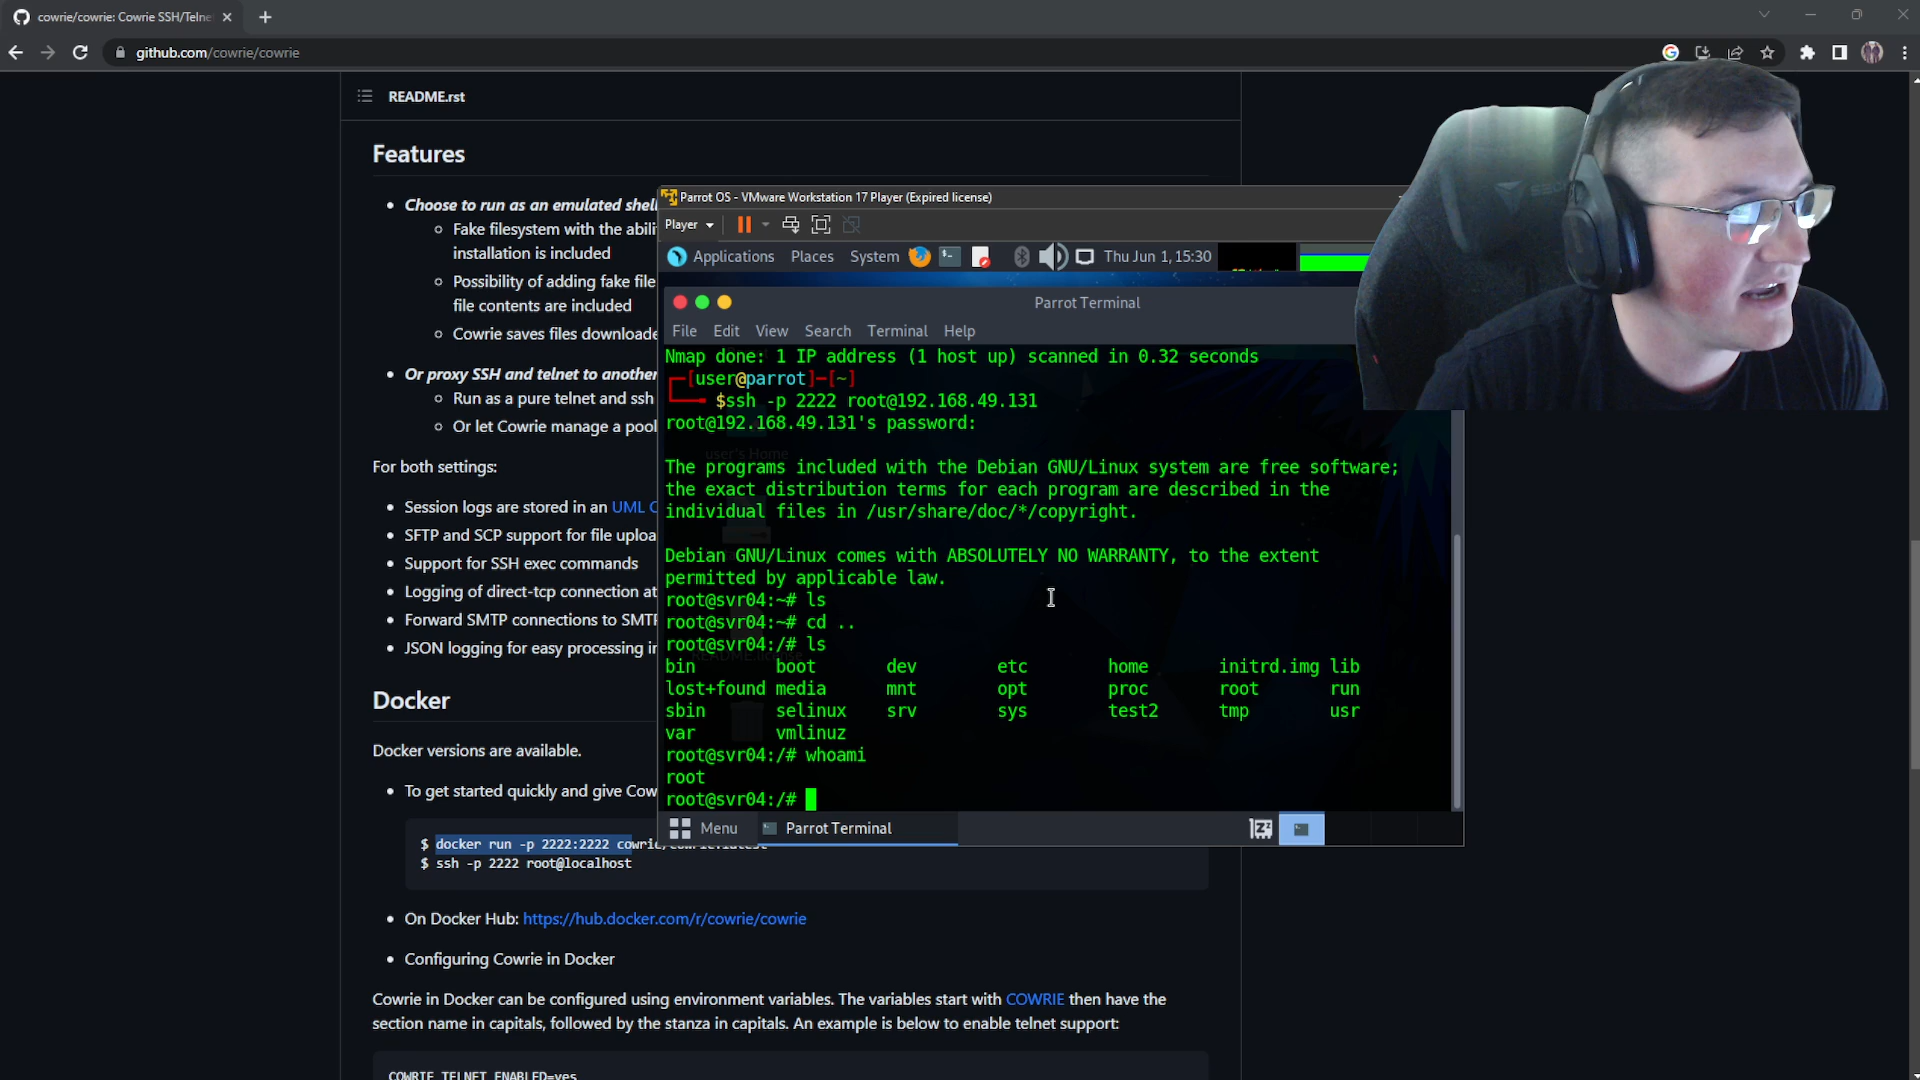 cowrie/cowrie: Cowrie SSH/Telne
github.com/cowrie/cowrie
README.rst
Features
Choose to run as an emulated shell
Fake filesystem with the abili
installation is included
Possibility of adding fake file
file contents are included
Cowrie saves files downloade
Or proxy SSH and telnet to another
Run as a pure telnet and ssh
Or let Cowrie manage a pool
For both settings:
Session logs are stored in an UML C
SFTP and SCP support for file uploa
Support for SSH exec commands
Logging of direct-tcp connection at
Forward SMTP connections to SMT
JSON logging for easy processing in
Docker
Docker versions are available.
To get started quickly and give Cow
$ docker run -p 2222:2222 cowrie/cowrie:latest
$ ssh -p 2222 root@localhost
On Docker Hub: https://hub.docker.com/r/cowrie/cowrie
Configuring Cowrie in Docker
Cowrie in Docker can be configured using environment variables. The variables start with COWRIE then have the
section name in capitals, followed by the stanza in capitals. An example is below to enable telnet support:
COWRIE_TELNET_ENABLED=yes
Parrot OS - VMware Workstation 17 Player (Expired license)
Player
Applications Places System Thu Jun 1, 15:30
Parrot Terminal
File Edit View Search Terminal Help
Nmap done: 1 IP address (1 host up) scanned in 0.32 seconds
[user@parrot]-[~]
$ssh -p 2222 root@192.168.49.131
root@192.168.49.131's password:
The programs included with the Debian GNU/Linux system are free software;
the exact distribution terms for each program are described in the
individual files in /usr/share/doc/*/copyright.
Debian GNU/Linux comes with ABSOLUTELY NO WARRANTY, to the extent
permitted by applicable law.
root@svr04:~# ls
root@svr04:~# cd ..
root@svr04:/# ls
bin boot dev etc home initrd.img lib
lost+found media mnt opt proc root run
sbin selinux srv sys test2 tmp usr
var vmlinuz
root@svr04:/# whoami
root
root@svr04:/#
Menu Parrot Terminal